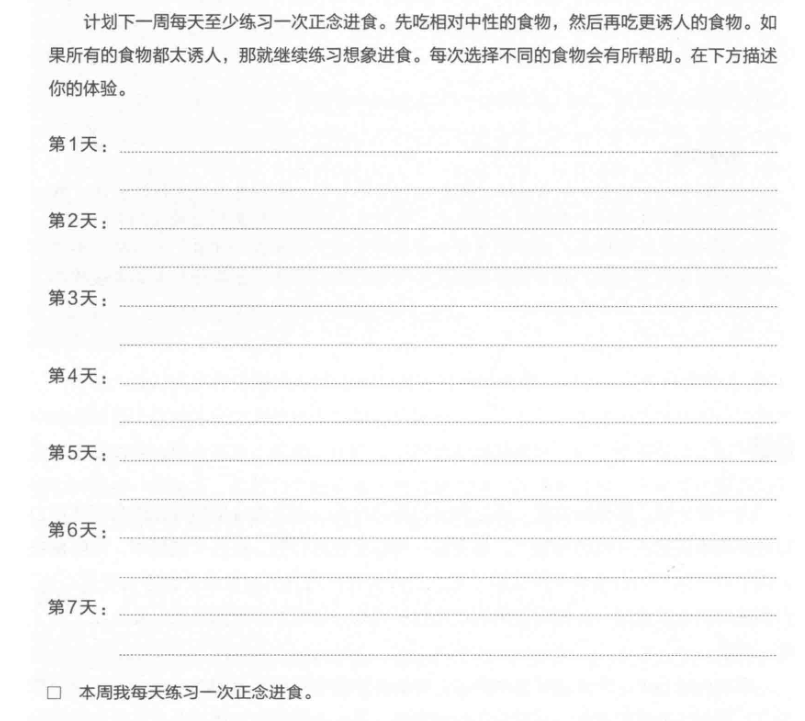 计划下一周每天至少练习一次正念进食。先吃相对中性的食物，然后再吃更诱人的食物。如
果所有的食物都太诱人，那就继续练习想象进食。每次选择不同的食物会有所帮助。在下方描述
你的体验。
第1天：
第2天：
第3天：
第4天：
第5天：
第6天：
第7天：
□ 本周我每天练习一次正念进食。